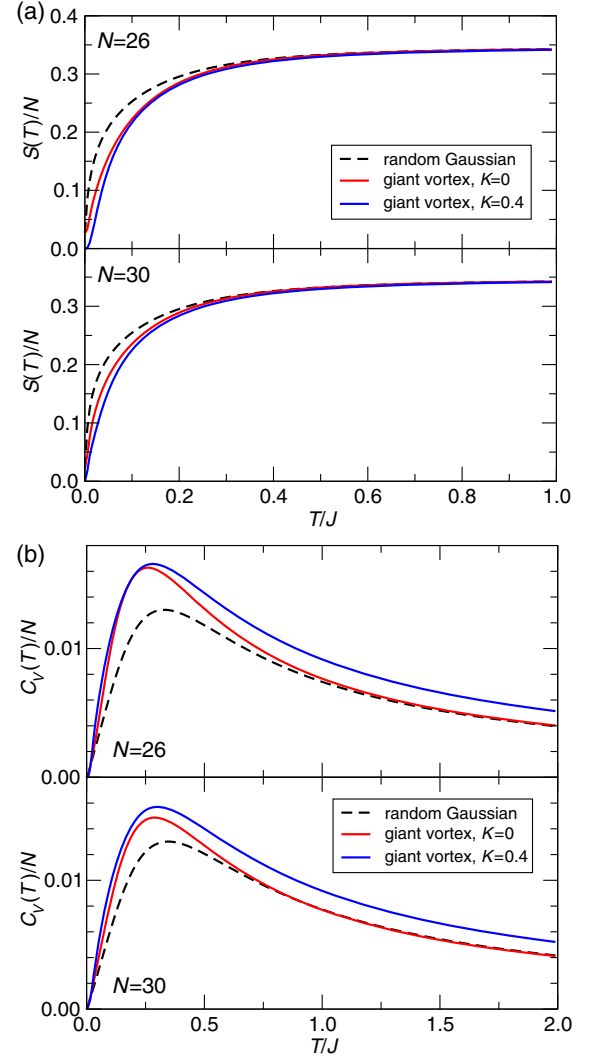 (a)
0.4
N=26
0.3
S(T)/N
0.2
random Gaussian
giant vortex, K=0
0.1
giant vortex, K=0.4
0.0
N=30
0.3
S(T)/N
0.2
0.1
0.0
0.0 0.2 0.4 0.6 0.8 1.0
T/J
(b)
C_V(T)/N
0.01
N=26
0.00
random Gaussian
giant vortex, K=0
giant vortex, K=0.4
C_V(T)/N
0.01
N=30
0.00
0.0 0.5 1.0 1.5 2.0
T/J